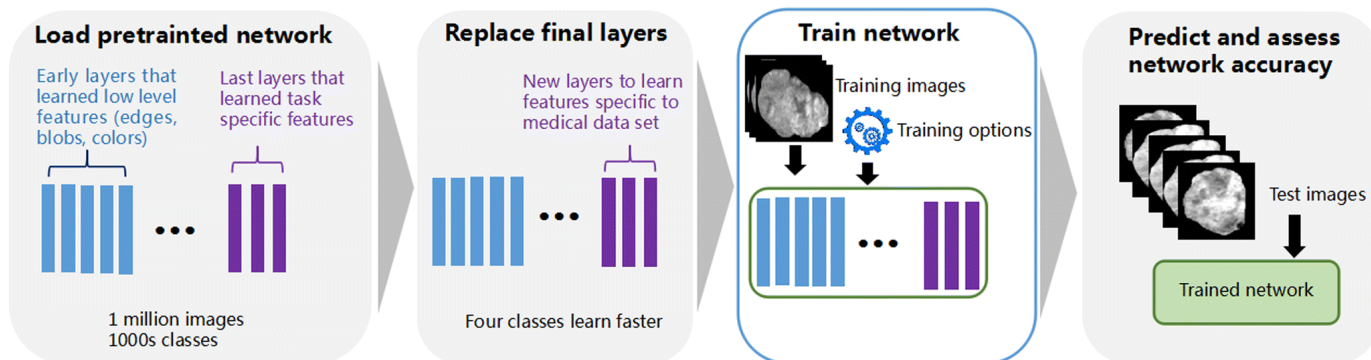 Load pretrainted network
Early layers that
learned low level
features (edges,
blobs, colors)
Last layers that
learned task
specific features
1 million images
1000s classes
Replace final layers
New layers to learn
features specific to
medical data set
Four classes learn faster
Train network
Training images
Training options
Predict and assess
network accuracy
Test images
Trained network